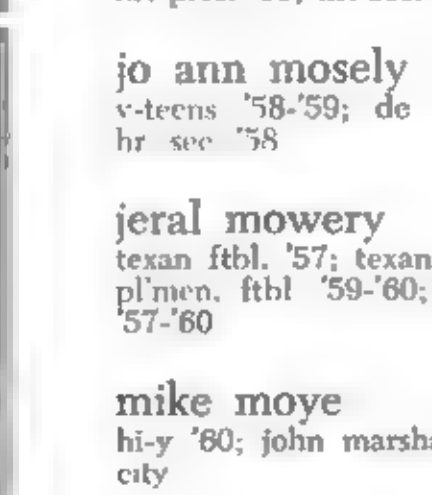 jo ann mosely
v-teens '58-'59; de
hr sec '58
jeral mowery
texan ftbl. '57; texan
pl'men. ftbl '59-'60;
'57-'60
mike moye
hi-y '60; john marsha
city